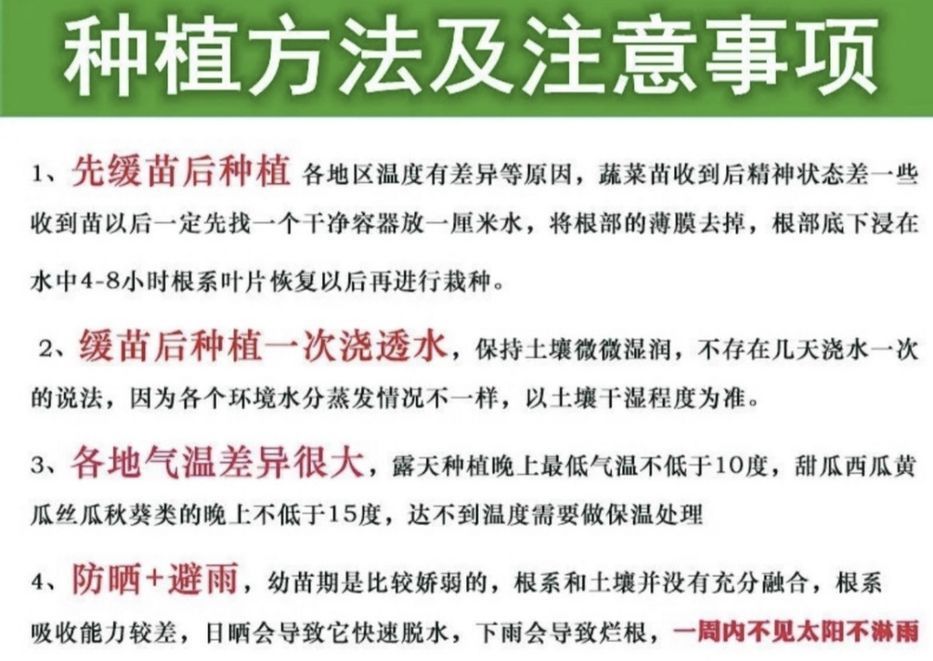 种植方法及注意事项
1、先缓苗后种植 各地区温度有差异等原因，蔬菜苗收到后精神状态差一些
收到苗以后一定先找一个干净容器放一厘米水，将根部的薄膜去掉，根部底下浸在
水中4-8小时根系叶片恢复以后再进行栽种。
2、缓苗后种植一次浇透水，保持土壤微微湿润，不存在几天浇水一次
的说法，因为各个环境水分蒸发情况不一样，以土壤干湿程度为准。
3、各地气温差异很大，露天种植晚上最低气温不低于10度，甜瓜西瓜黄
瓜丝瓜秋葵类的晚上不低于15度，达不到温度需要做保温处理
4、防晒+避雨，幼苗期是比较娇弱的，根系和土壤并没有充分融合，根系
吸收能力较差，日晒会导致它快速脱水，下雨会导致烂根，一周内不见太阳不淋雨